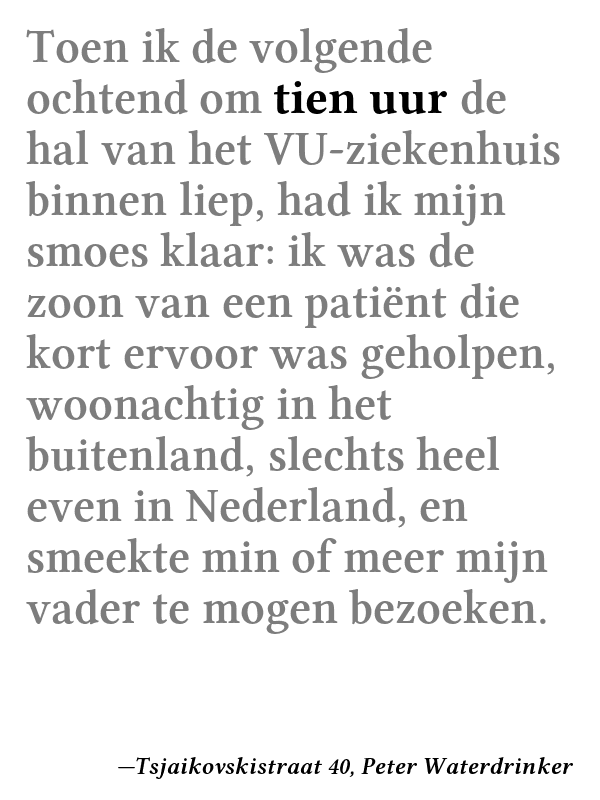 Toen ik de volgende
ochtend om tien uur de
hal van het VU-ziekenhuis
binnen liep, had ik mijn
smoes klaar: ik was de
zoon van een patiënt die
kort ervoor was geholpen,
woonachtig in het
buitenland, slechts heel
even in Nederland, en
smeekte min of meer mijn
vader te mogen bezoeken.
—Tsjaikovskistraat 40, Peter Waterdrinker